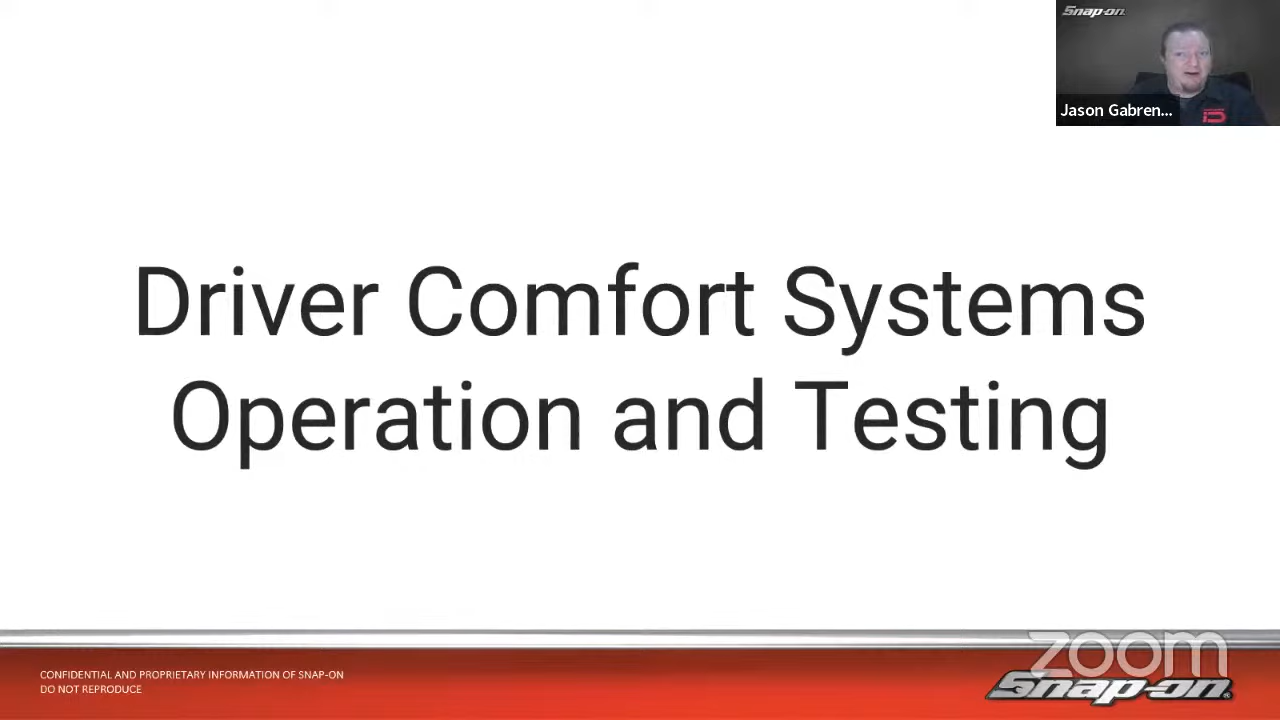 Snap-on
Jason Gabren...
Driver Comfort Systems
Operation and Testing
CONFIDENTIAL AND PROPRIETARY INFORMATION OF SNAP-ON
DO NOT REPRODUCE
zoom
Snap-on